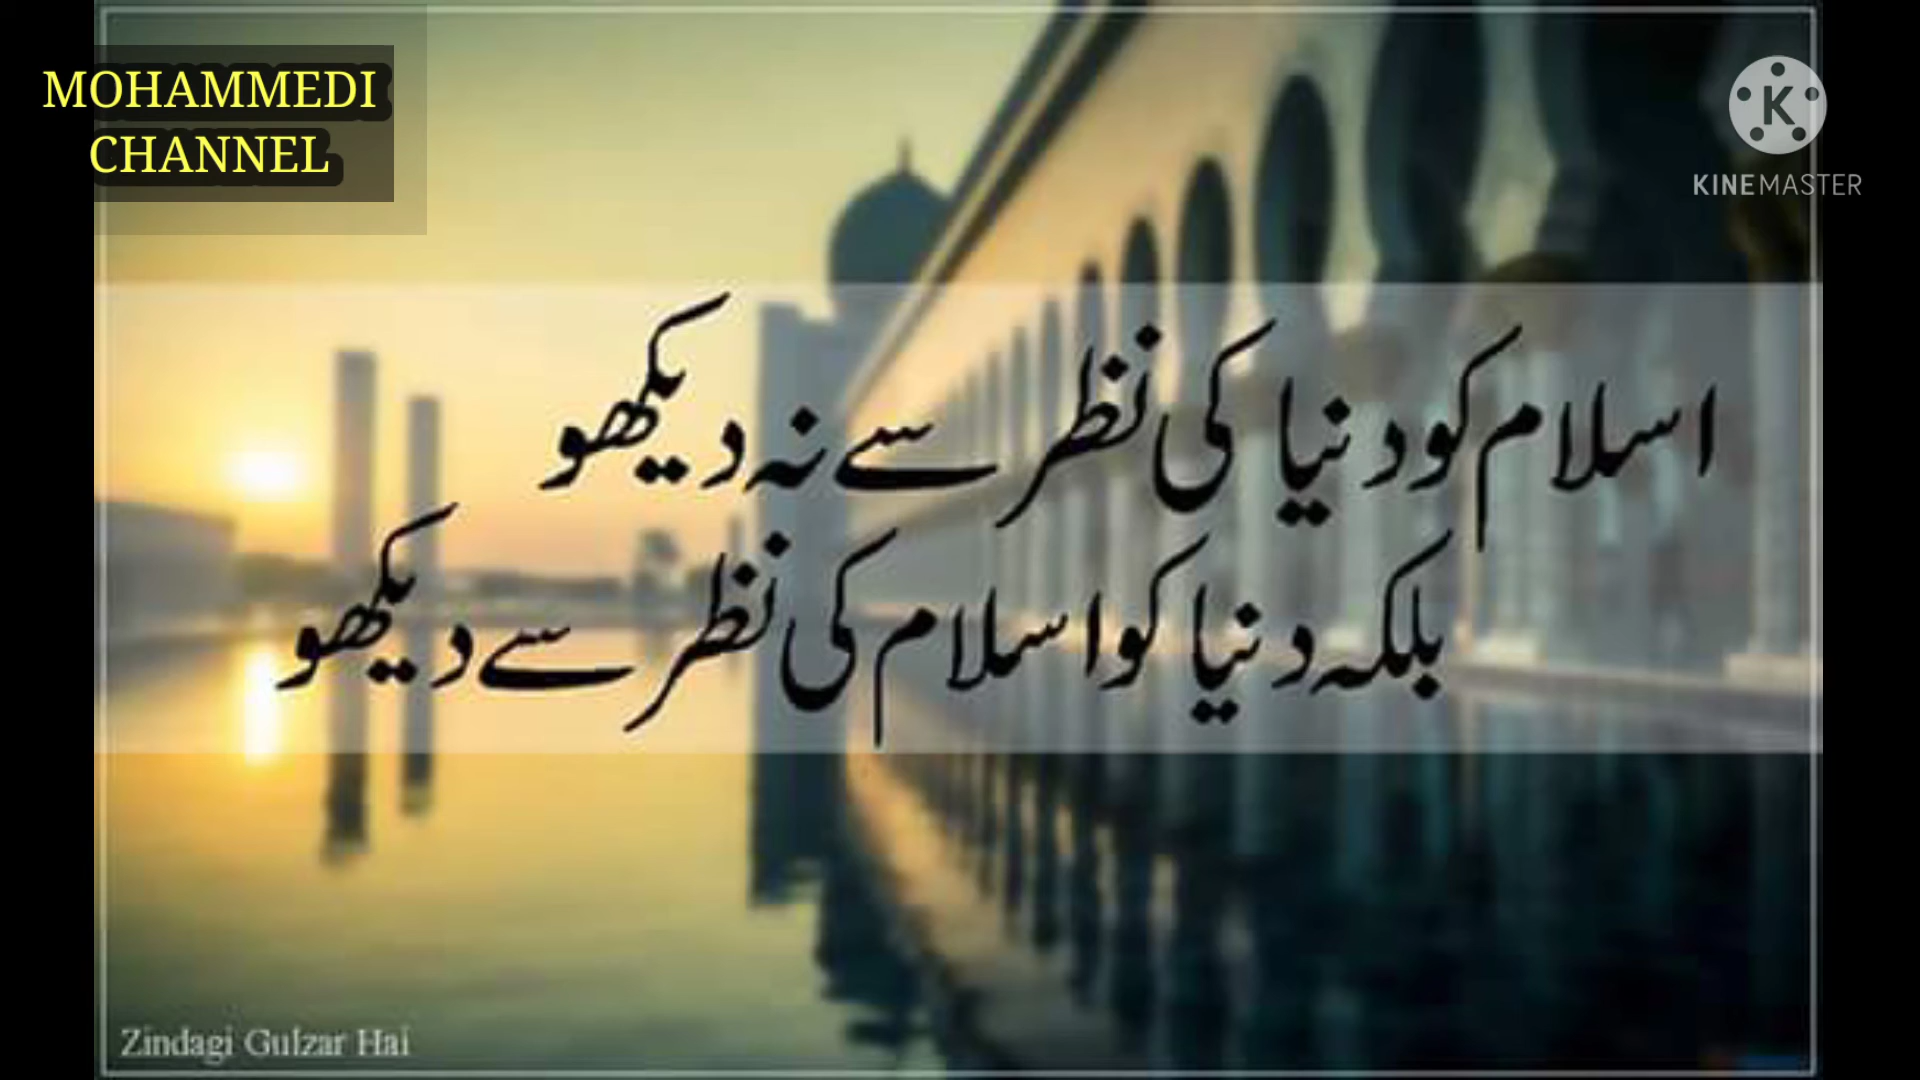 MOHAMMEDI
CHANNEL
K
KINEMASTER
اسلام کو دنیا کی نظر سے نہ دیکھو
بلکہ دنیا کو اسلام کی نظر سے دیکھو
Zindagi Gulzar Hai